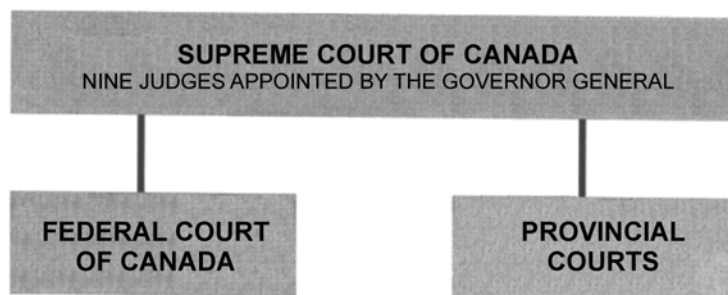 SUPREME COURT OF CANADA
NINE JUDGES APPOINTED BY THE GOVERNOR GENERAL
FEDERAL COURT
OF CANADA
PROVINCIAL
COURTS